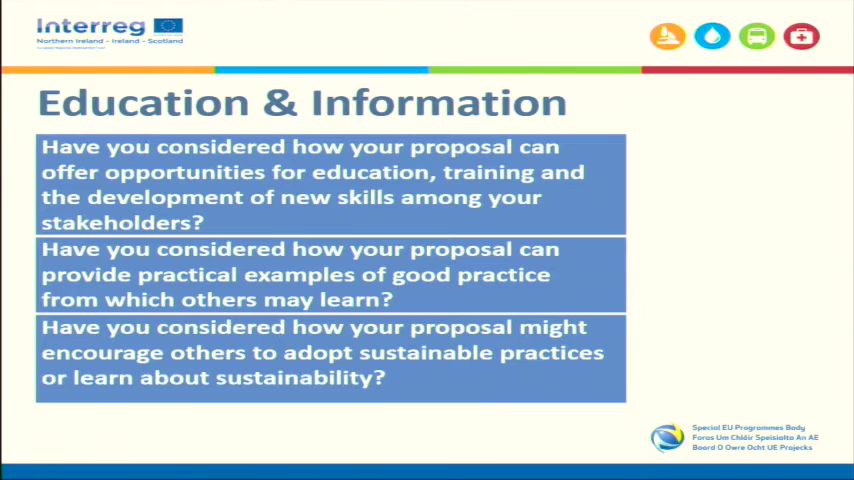 Interreg
Northern Ireland - Ireland - Scotland
Education & Information
Have you considered how your proposal can
offer opportunities for education, training and
the development of new skills among your
stakeholders?
Have you considered how your proposal can
provide practical examples of good practice
from which others may learn?
Have you considered how your proposal might
encourage others to adopt sustainable practices
or learn about sustainability?
Special EU Programmes Body
Foras Um Chláir Speisialta An AE
Boord O Owre Ocht UE Projecks